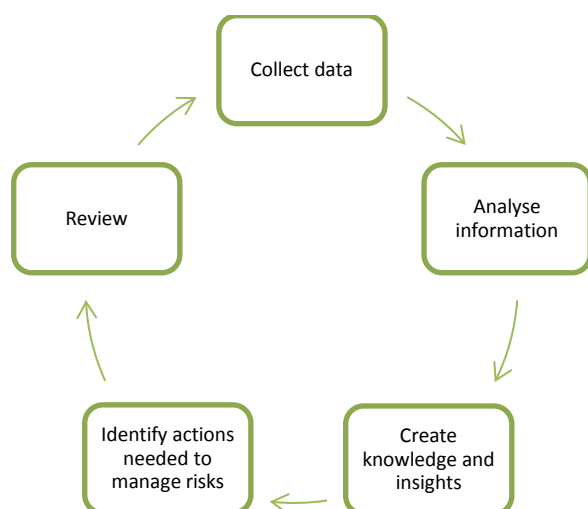 Collect data
Analyse
information
Create
knowledge and
insights
Identify actions
needed to
manage risks
Review